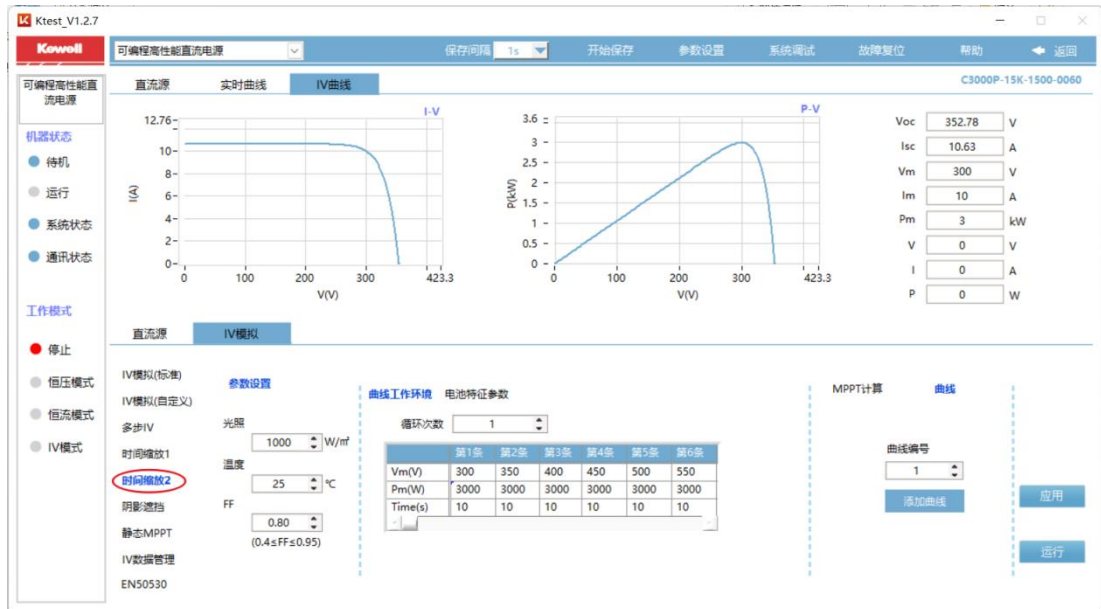 Ktest_V1.2.7
Kewell
可编程高性能直流电源
保存间隔 1s 开始保存 参数设置 系统调试 故障复位 帮助 返回
可编程高性能直
流电源
直流源 实时曲线 IV曲线
C3000P-15K-1500-0060
机器状态
待机
运行
系统状态
通讯状态
工作模式
停止
恒压模式
恒流模式
IV模式
I-V
12.76
10
8
6
4
2
0
I(A)
0 100 200 300 423.3
V(V)
P-V
3.6
3
2.5
2
1.5
1
0.5
0
P(kW)
0 100 200 300 423.3
V(V)
Voc 352.78 V
Isc 10.63 A
Vm 300 V
Im 10 A
Pm 3 kW
V 0 V
I 0 A
P 0 W
直流源 IV模拟
IV模拟(标准)
IV模拟(自定义)
多步IV
时间缩放1
时间缩放2
阴影遮挡
静态MPPT
IV数据管理
EN50530
参数设置
光照
1000 W/㎡
温度
25 ℃
FF
0.80
(0.4≤FF≤0.95)
曲线工作环境 电池特征参数
循环次数 1
第1条 第2条 第3条 第4条 第5条 第6条
Vm(V) 300 350 400 450 500 550
Pm(W) 3000 3000 3000 3000 3000 3000
Time(s) 10 10 10 10 10 10
MPPT计算 曲线
曲线编号
1
添加曲线
应用
运行